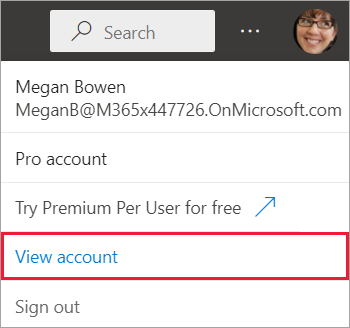 Search
Megan Bowen
MeganB@M365x447726.OnMicrosoft.com
Pro account
Try Premium Per User for free
View account
Sign out